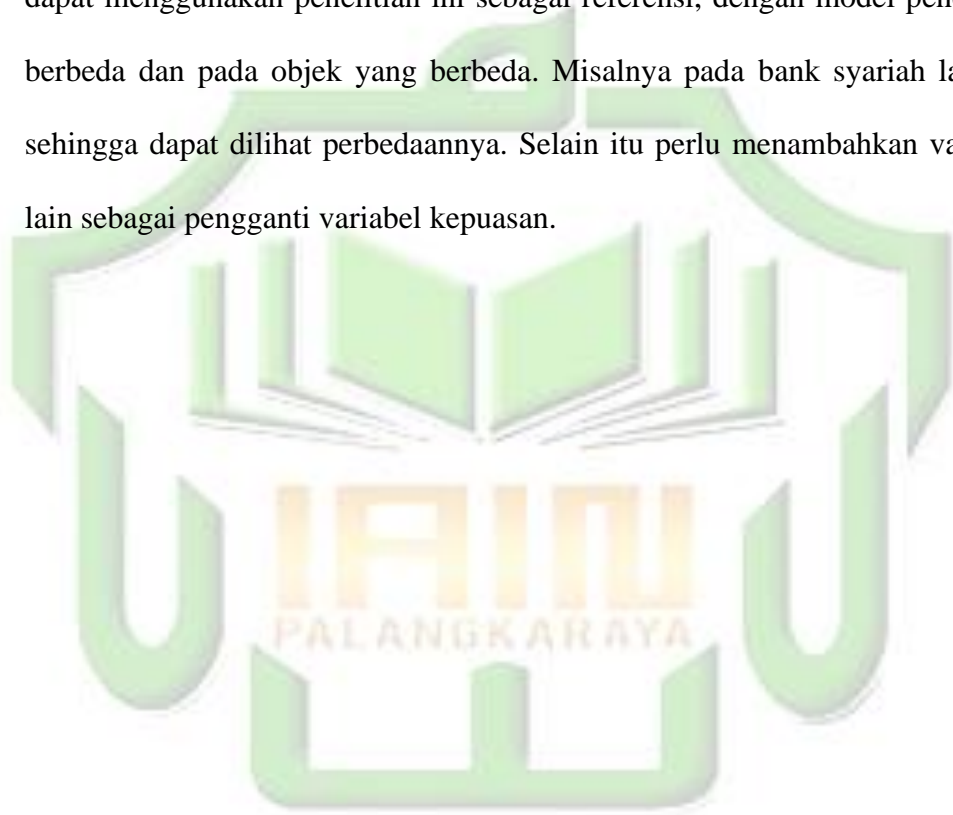 dapat menggunakan penelitian ini sebagai referensi, dengan model
berbeda dan pada objek yang berbeda. Misalnya pada bank syariah
sehingga dapat dilihat perbedaannya. Selain itu perlu menambahkan
lain sebagai pengganti variabel kepuasan.
IAIN
PALANGKARAYA